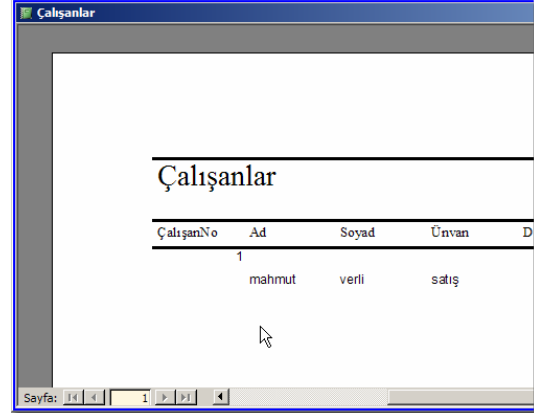 Çalışanlar
Çalışanlar
ÇalışanNo Ad Soyad Ünvan D
1
mahmut verli satış
Sayfa: 1